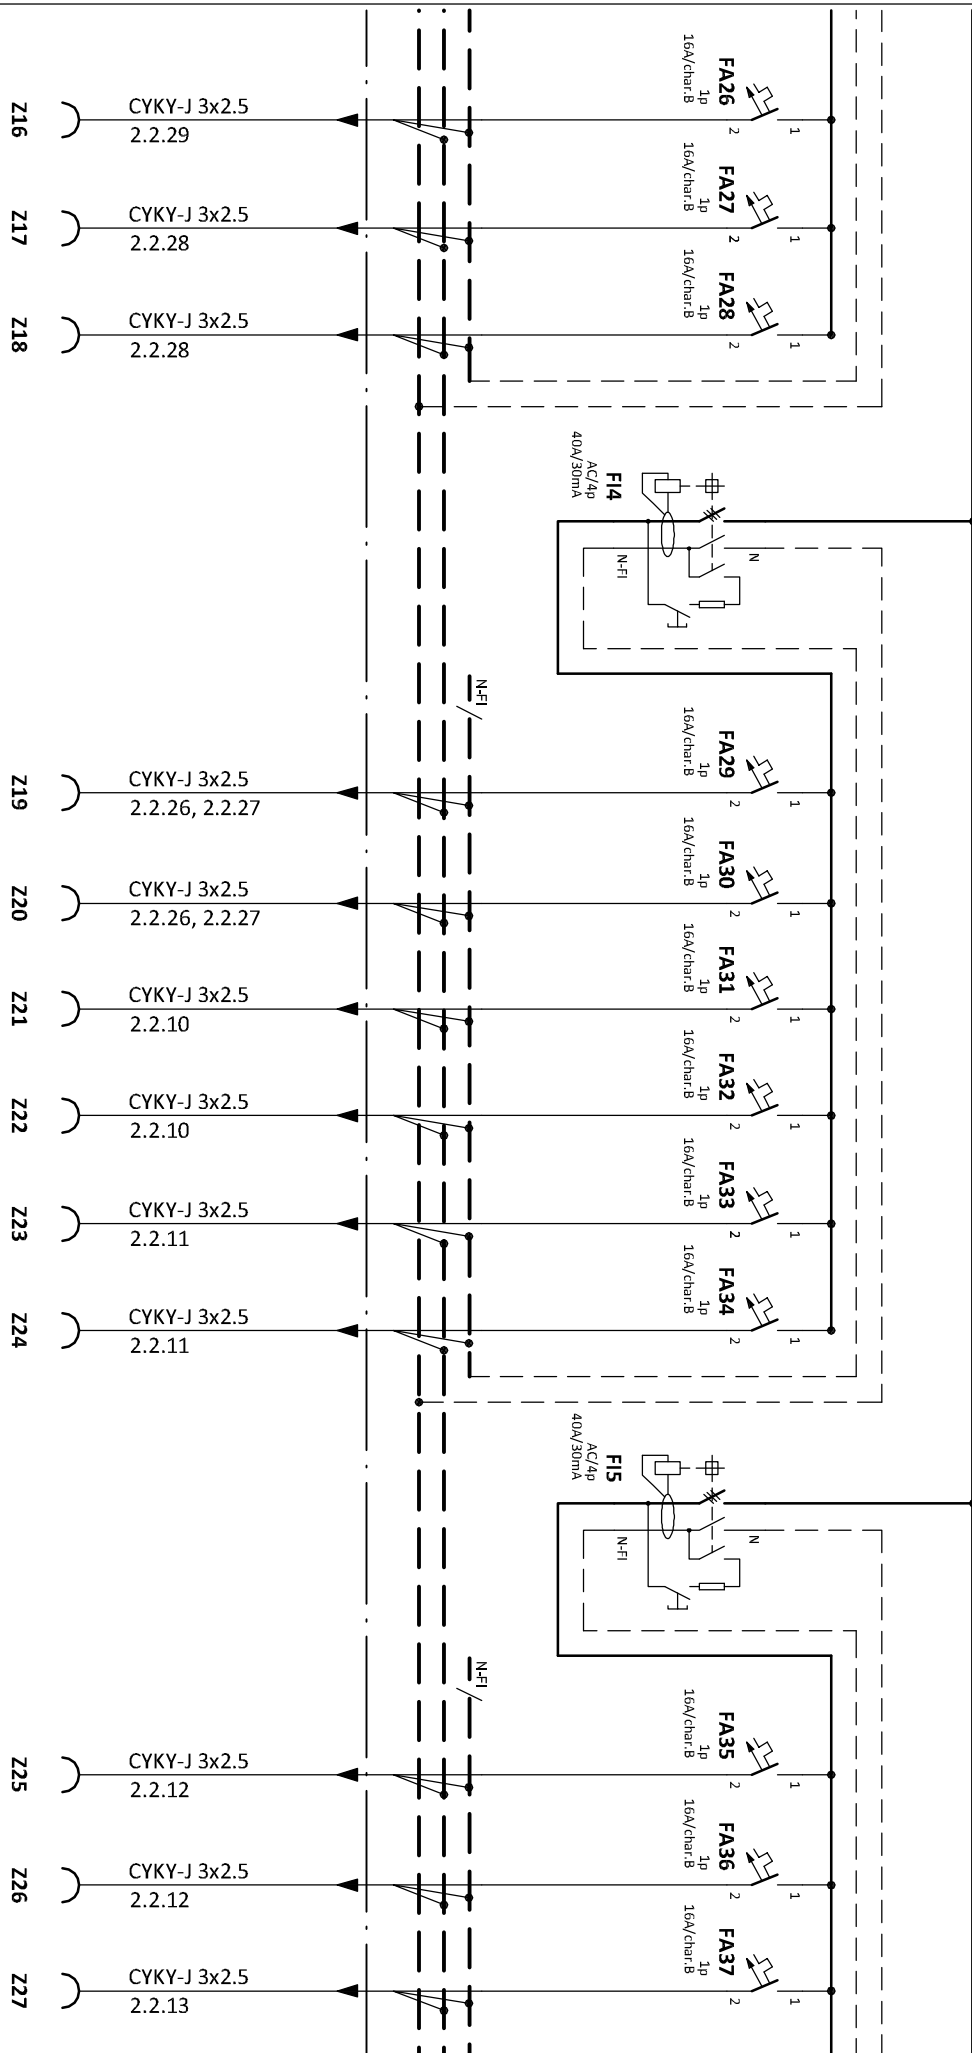 FA26
1p
16A/char.B
1
2
CYKY-J 3x2.5
2.2.29
Z16
FA27
1p
16A/char.B
1
2
CYKY-J 3x2.5
2.2.28
Z17
FA28
1p
16A/char.B
1
2
CYKY-J 3x2.5
2.2.28
Z18
FI4
AC/4p
40A/30mA
N
N-FI
N-FI
FA29
1p
16A/char.B
1
2
CYKY-J 3x2.5
2.2.26, 2.2.27
Z19
FA30
1p
16A/char.B
1
2
CYKY-J 3x2.5
2.2.26, 2.2.27
Z20
FA31
1p
16A/char.B
1
2
CYKY-J 3x2.5
2.2.10
Z21
FA32
1p
16A/char.B
1
2
CYKY-J 3x2.5
2.2.10
Z22
FA33
1p
16A/char.B
1
2
CYKY-J 3x2.5
2.2.11
Z23
FA34
1p
16A/char.B
1
2
CYKY-J 3x2.5
2.2.11
Z24
FI5
AC/4p
40A/30mA
N
N-FI
N-FI
FA35
1p
16A/char.B
1
2
CYKY-J 3x2.5
2.2.12
Z25
FA36
1p
16A/char.B
1
2
CYKY-J 3x2.5
2.2.12
Z26
FA37
1p
16A/char.B
1
2
CYKY-J 3x2.5
2.2.13
Z27